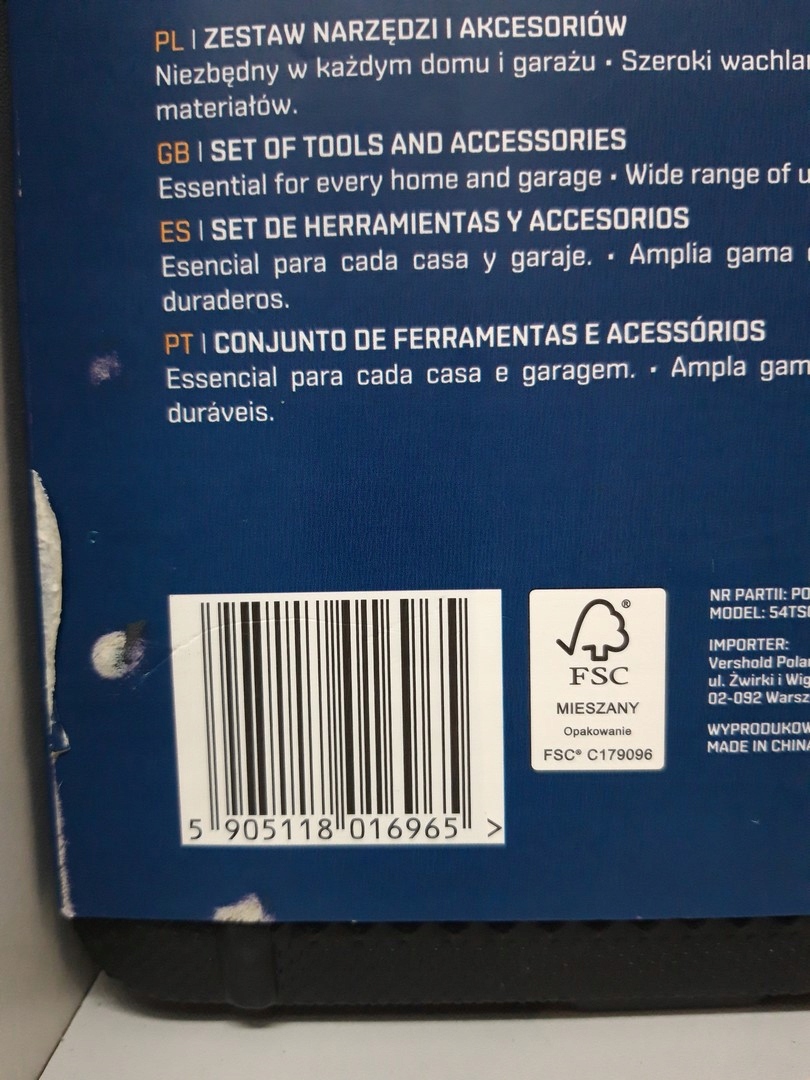 PL | ZESTAW NARZĘDZI I AKCESORIÓW
Niezbędny w każdym domu i garażu • Szeroki
materiałów.
GB | SET OF TOOLS AND ACCESSORIES
Essential for every home and garage • Wide range of
ES | SET DE HERRAMIENTAS Y ACCESORIOS
Esencial para cada casa y garaje. • Amplia gama
duraderos.
PT | CONJUNTO DE FERRAMENTAS E ACESSÓRIOS
Essencial para cada casa e garagem. • Ampla
duráveis.
5 905118 016965 >
®
FSC
MIESZANY
Opakowanie
FSC® C179096
NR PARTII:
MODEL:
IMPORTER:
Vershold
ul. Żwirki i
02-092
MADE IN